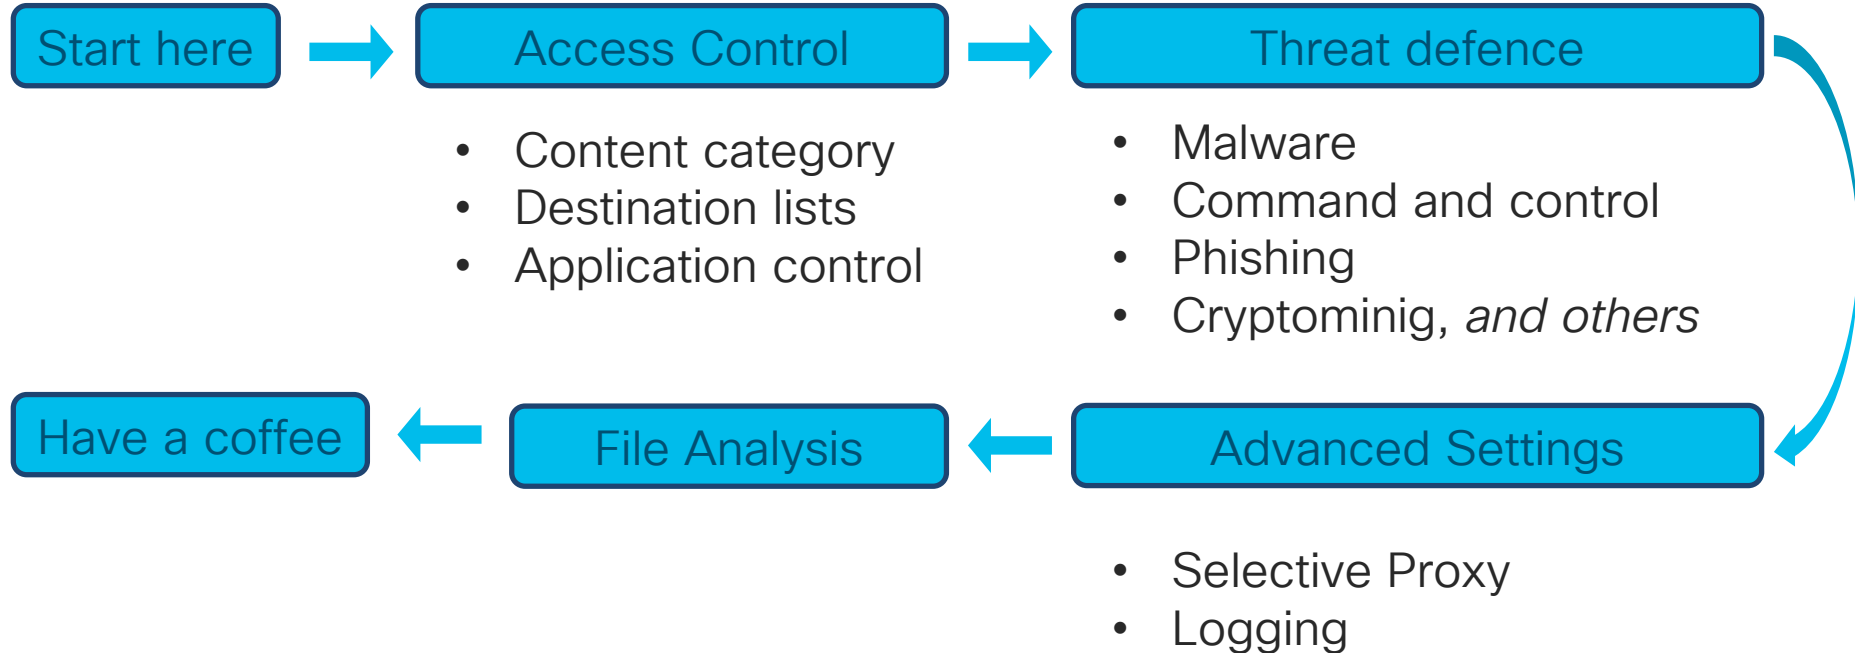 Start here
Access Control
Threat defence
• Content category
• Destination lists
• Application control
• Malware
• Command and control
• Phishing
• Cryptominig, and others
Have a coffee
File Analysis
Advanced Settings
• Selective Proxy
• Logging